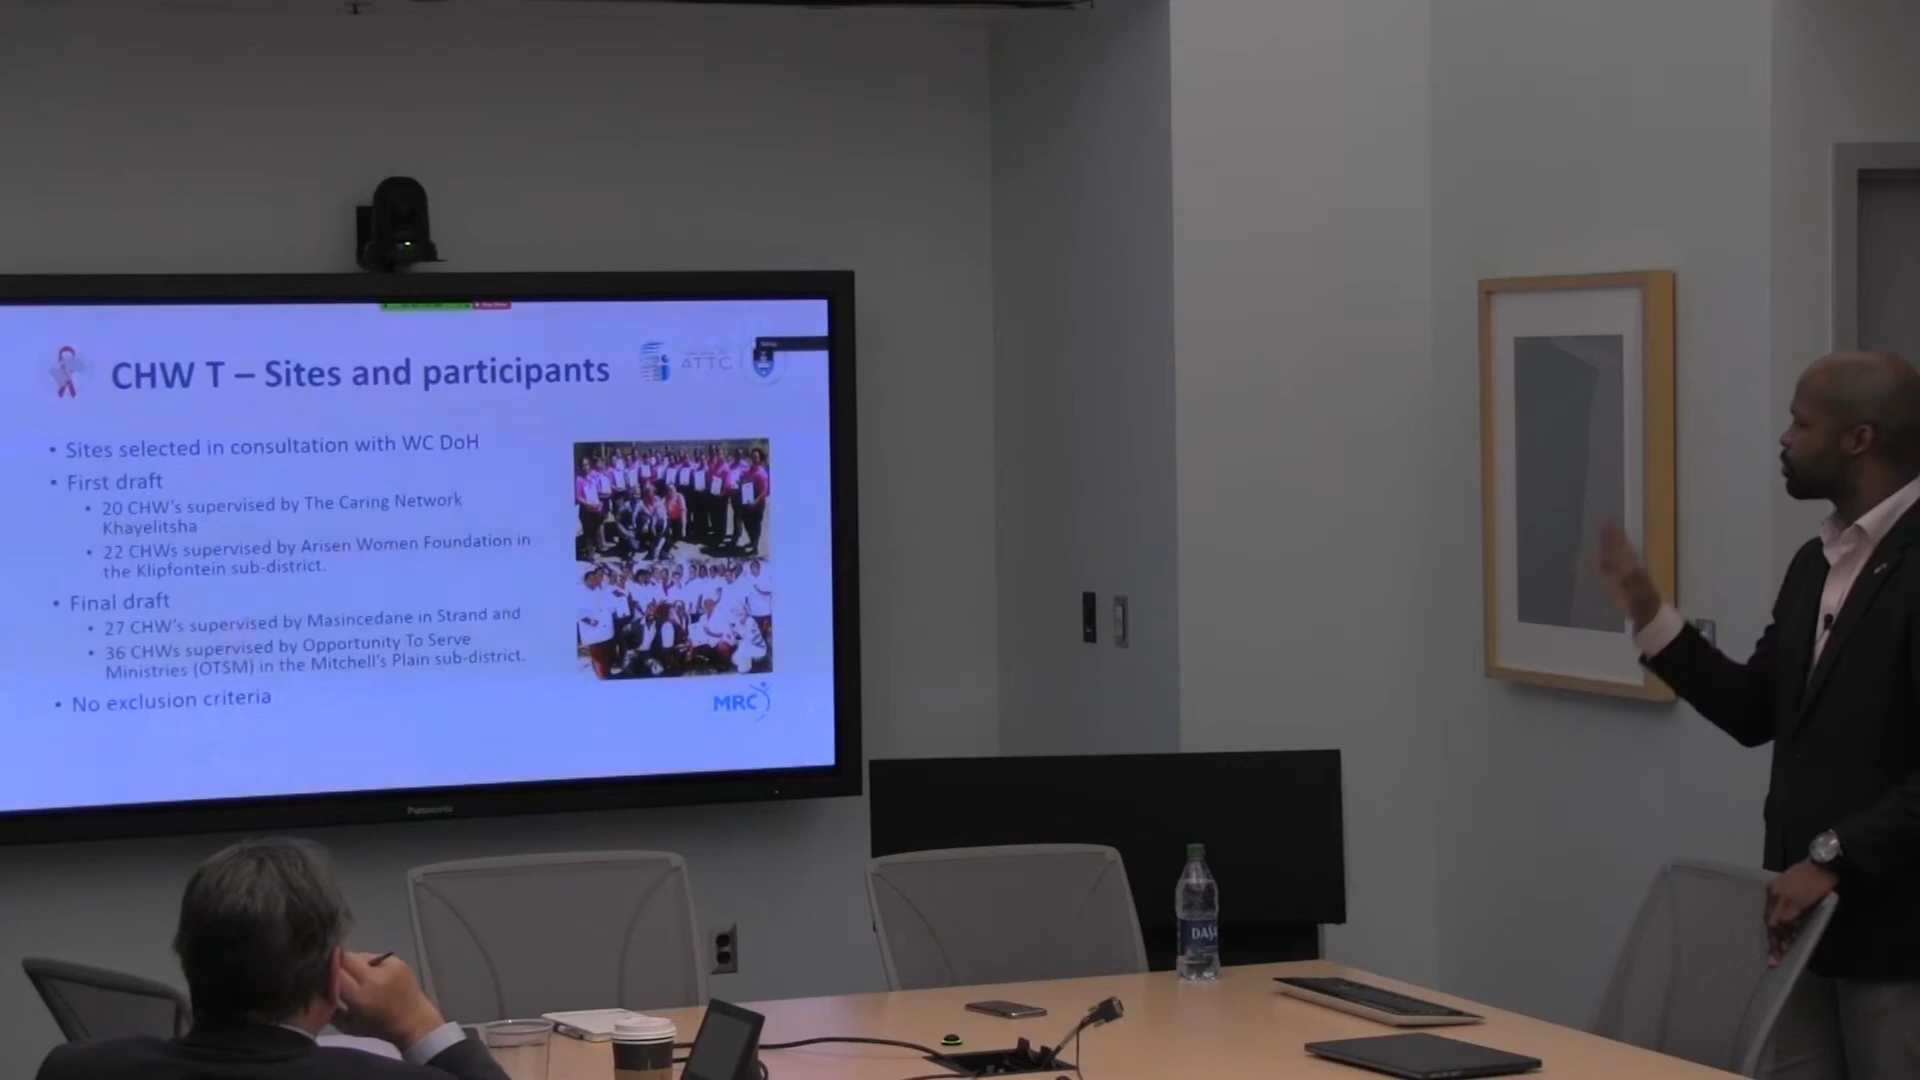 CHW T – Sites and participants
ATTC
• Sites selected in consultation with WC DoH
• First draft
• 20 CHW's supervised by The Caring Network
Khayelitsha
• 22 CHWs supervised by Arisen Women Foundation in
the Klipfontein sub-district.
• Final draft
• 27 CHW's supervised by Masincedane in Strand and
• 36 CHWs supervised by Opportunity To Serve
Ministries (OTSM) in the Mitchell's Plain sub-district.
• No exclusion criteria
MRC
Panasonic
DASA